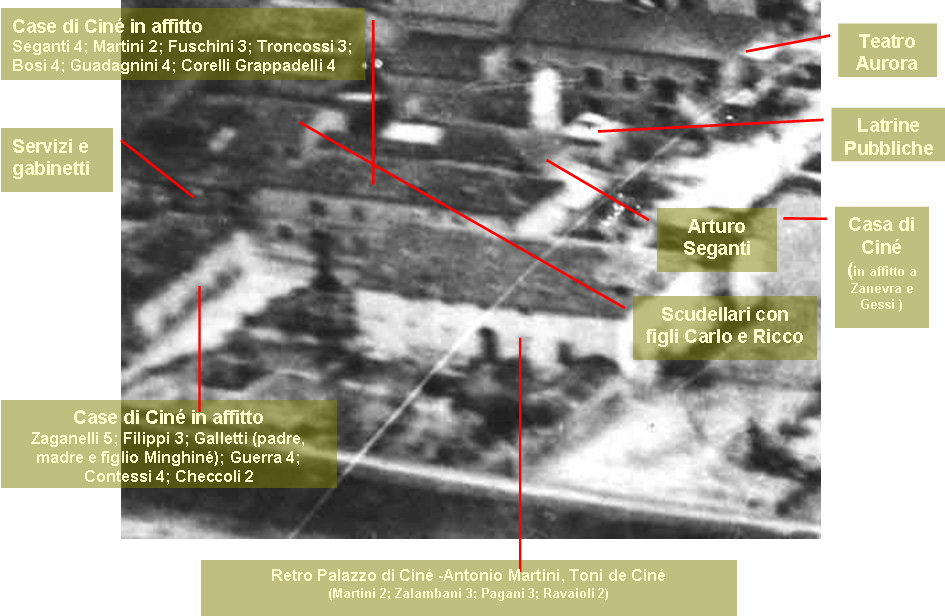 Case di Ciné in affitto
Seganti 4; Martini 2; Fuschini 3; Troncossi 3;
Bosi 4; Guadagnini 4; Corelli Grappadelli 4
Teatro
Aurora
Servizi e
gabinetti
Latrine
Pubbliche
Arturo
Seganti
Casa di
Ciné
(in affitto a
Zanevra e
Gessi )
Scudellari con
figli Carlo e Ricco
Case di Ciné in affitto
Zaganelli 5; Filippi 3; Galletti (padre,
madre e figlio Minghiné); Guerra 4;
Contessi 4; Checcoli 2
Retro Palazzo di Ciné -Antonio Martini, Toni de Ciné
(Martini 2; Zalambani 3; Pagani 3; Ravaioli 2)